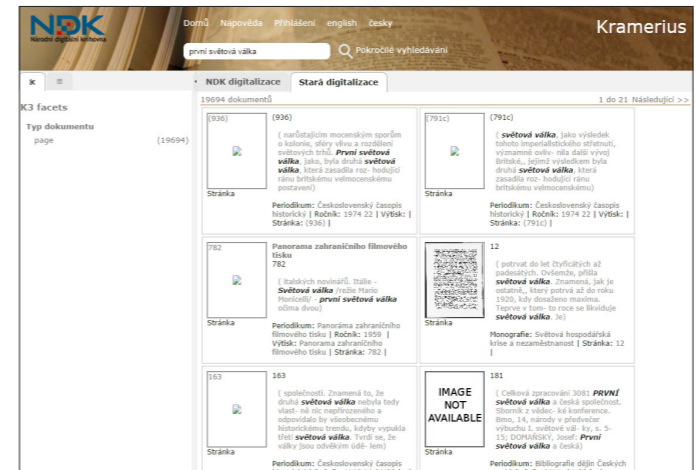 NDK
Národní digitální knihovna
Domů Nápověda Přihlášení english česky
Kramerius
první světová válka
Pokročilé vyhledávání
NDK digitalizace Stará digitalizace
K3 facets
Typ dokumentu
page (19694)
19694 dokumentů 1 do 21 Následující >>
(936)
Stránka
(936)
( narůstajícím mocenským sporům
o kolonie, sféry vlivu a rozdělení
světových trhů. První světová
válka, jako, byla druhá světová
válka, která zasadila roz- hodující
ránu britskému velmocenskému
postavení)
Periodikum: Československý časopis
historický | Ročník: 1974 22 | Výtisk: |
Stránka: (936) |
(791c)
Stránka
(791c)
( světová válka, jako výsledek
tohoto imperialistického střetnutí,
významně ovliv- nila další vývoj
Britské,, jejímž výsledkem byla
druhá světová válka, která
zasadila roz- hodující ránu
britskému velmocenskému)
Periodikum: Československý časopis
historický | Ročník: 1974 22 | Výtisk: |
Stránka: (791c) |
782
Stránka
Panorama zahraničního filmového
tisku
782
( italských novinářů. Itálie -
Světová válka /režie Mario
Monicelli/ - první světová válka
očima dvou)
Periodikum: Panoráma zahraničního
filmového tisku | Ročník: 1959 |
Výtisk: Panorama zahraničního
filmového tisku | Stránka: 782 |
Stránka
12
( potrvat do let čtyřicátých až
padesátých. Ovšemže, přišla
světová válka. Znamená, jak je
ostatně,, který potrvá až do roku
1920, kdy dosaženo maxima.
Teprve v tom- to roce se likviduje
světová válka. Je)
Monografie: Světová hospodářská
krise a nezaměstnanost | Stránka: 12
|
163
Stránka
163
( společnosti. Znamená to, že
druhá světová válka nebyla tedy
vlast- ně nic nepřirozeného a
odpovídalo by všeobecnému
historickému trendu, kdyby vypukla
třetí světová válka. Tvrdí se, že
války jsou odvěkým úděl- lem)
Periodikum: Československý časopis
IMAGE
NOT
AVAILABLE
Stránka
181
( Celková zpracování 3081 PRVNÍ
světová válka a česká společnost.
Sborník z vědec- ké konference.
Brno, 14, národy v předvečer
výbuchu I. světové vál- ky, s. 5-
15; DOMAŇSKÝ, Josef: První
světová válka a česká)
Periodikum: Bibliografie dějin Českých